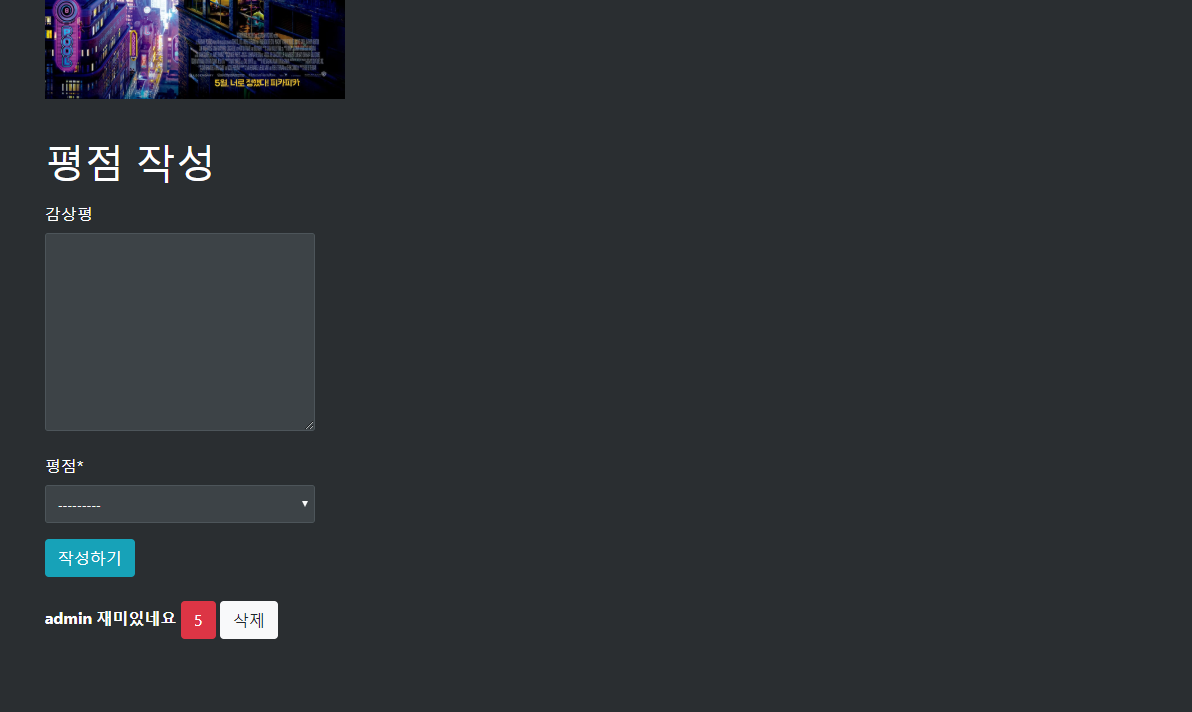 POOL
5월, 너로 정했다! 피카피카
평점 작성
감상평
평점*
---------
작성하기
admin 재미있네요 5 삭제